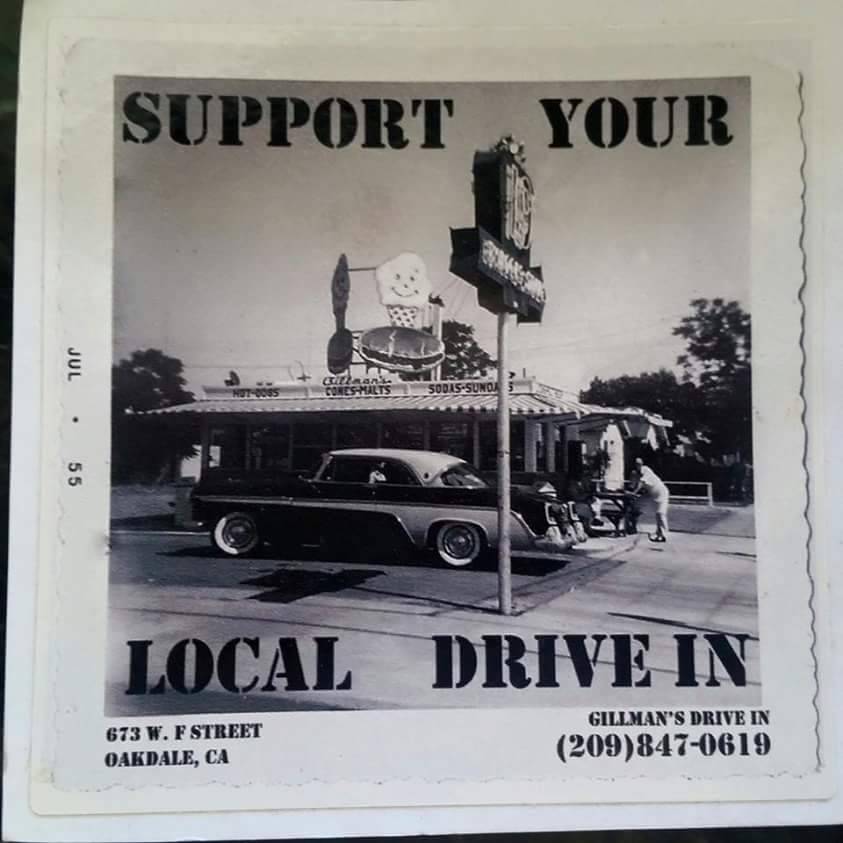 SUPPORT YOUR
Gillman's
HOT-DOGS CONES-MALTS SODAS-SUNDAES
JUL • 55
LOCAL DRIVE IN
673 W. F STREET
OAKDALE, CA
GILLMAN'S DRIVE IN
(209)847-0619